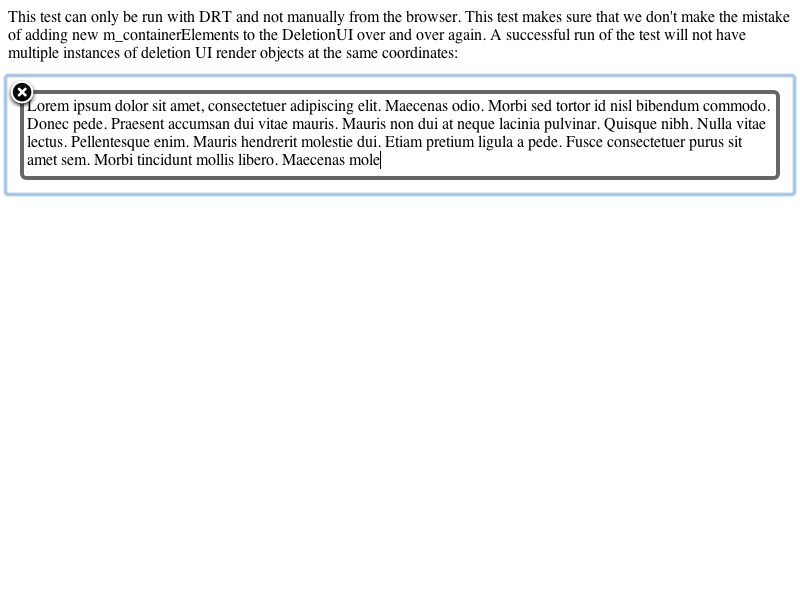 This test can only be run with DRT and not manually from the browser. This test makes sure that we don't make the mistake
of adding new m_containerElements to the DeletionUI over and over again. A successful run of the test will not have
multiple instances of deletion UI render objects at the same coordinates:
Lorem ipsum dolor sit amet, consectetuer adipiscing elit. Maecenas odio. Morbi sed tortor id nisl bibendum commodo.
Donec pede. Praesent accumsan dui vitae mauris. Mauris non dui at neque lacinia pulvinar. Quisque nibh. Nulla vitae
lectus. Pellentesque enim. Mauris hendrerit molestie dui. Etiam pretium ligula a pede. Fusce consectetuer purus sit
amet sem. Morbi tincidunt mollis libero. Maecenas mole